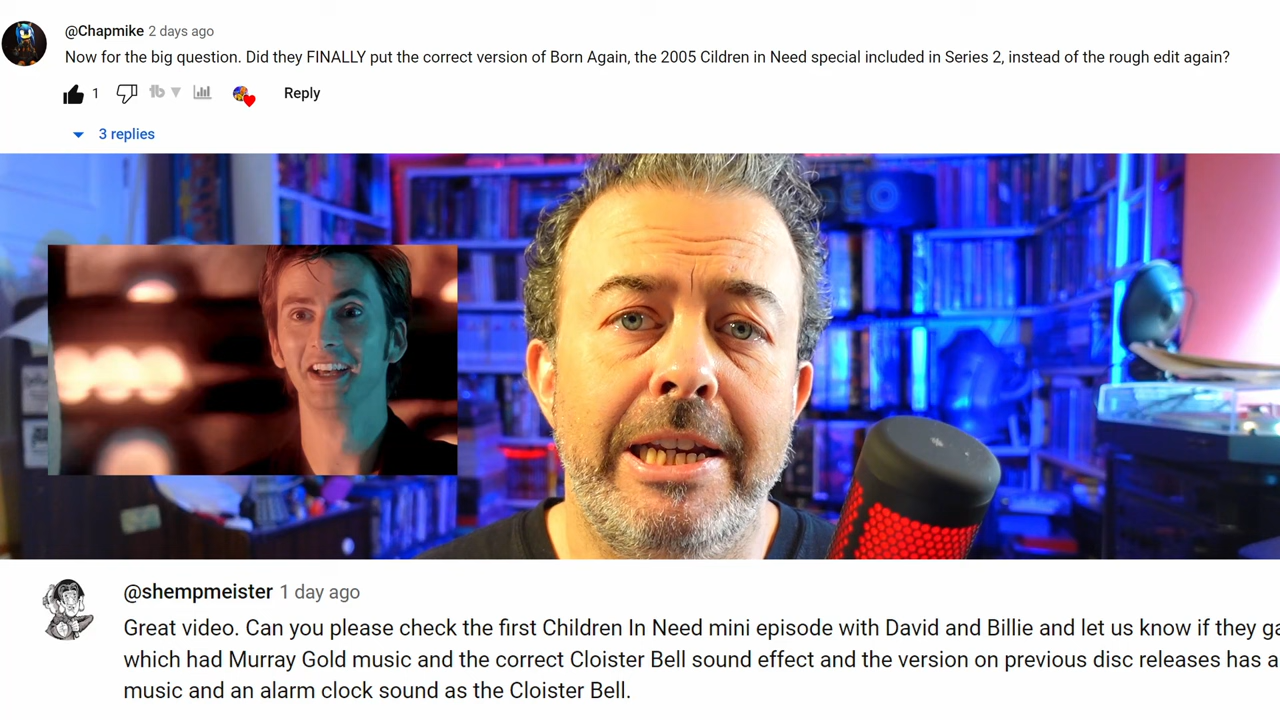 @Chapmike 2 days ago
Now for the big question. Did they FINALLY put the correct version of Born Again, the 2005 Cildren in Need special included in Series 2, instead of the rough edit again?
1 Reply
3 replies
@shempmeister 1 day ago
Great video. Can you please check the first Children In Need mini episode with David and Billie and let us know if they
which had Murray Gold music and the correct Cloister Bell sound effect and the version on previous disc releases has a
music and an alarm clock sound as the Cloister Bell.